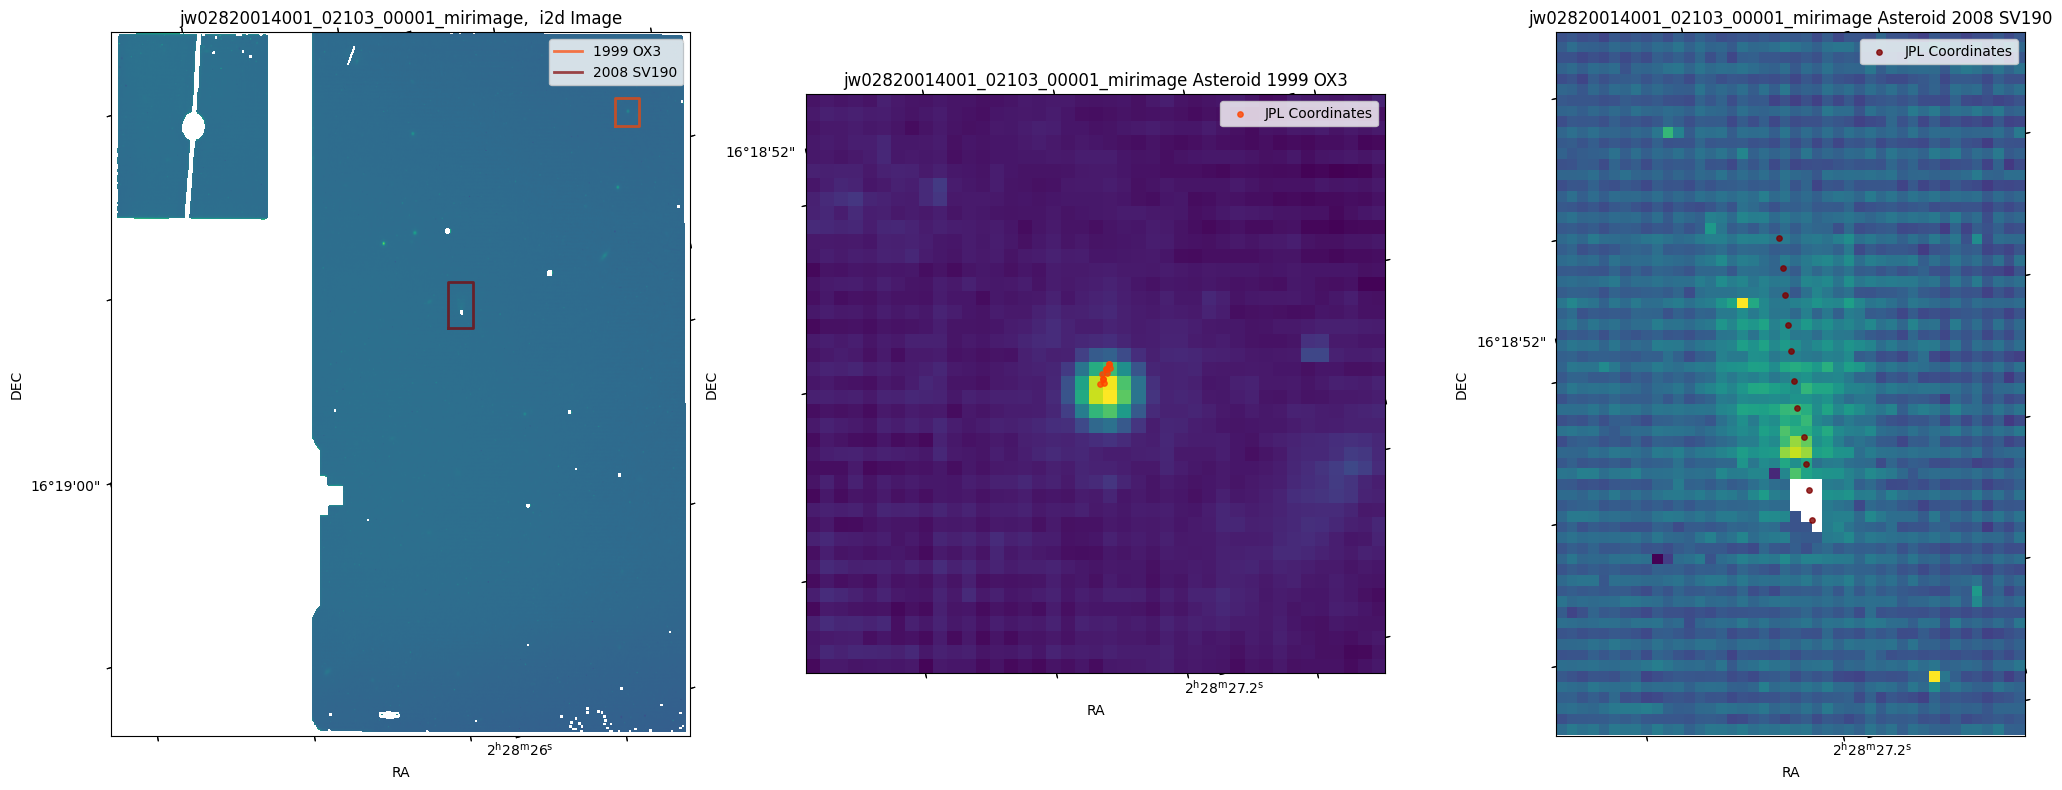 jw02820014001_02103_00001_mirimage,  i2d Image
1999 OX3
2008 SV190
DEC
16°19'00"
2ʰ28ᵐ26ˢ
RA
jw02820014001_02103_00001_mirimage Asteroid 1999 OX3
JPL Coordinates
16°18'52"
DEC
2ʰ28ᵐ27.2ˢ
RA
jw02820014001_02103_00001_mirimage Asteroid 2008 SV190
JPL Coordinates
16°18'52"
DEC
2ʰ28ᵐ27.2ˢ
RA